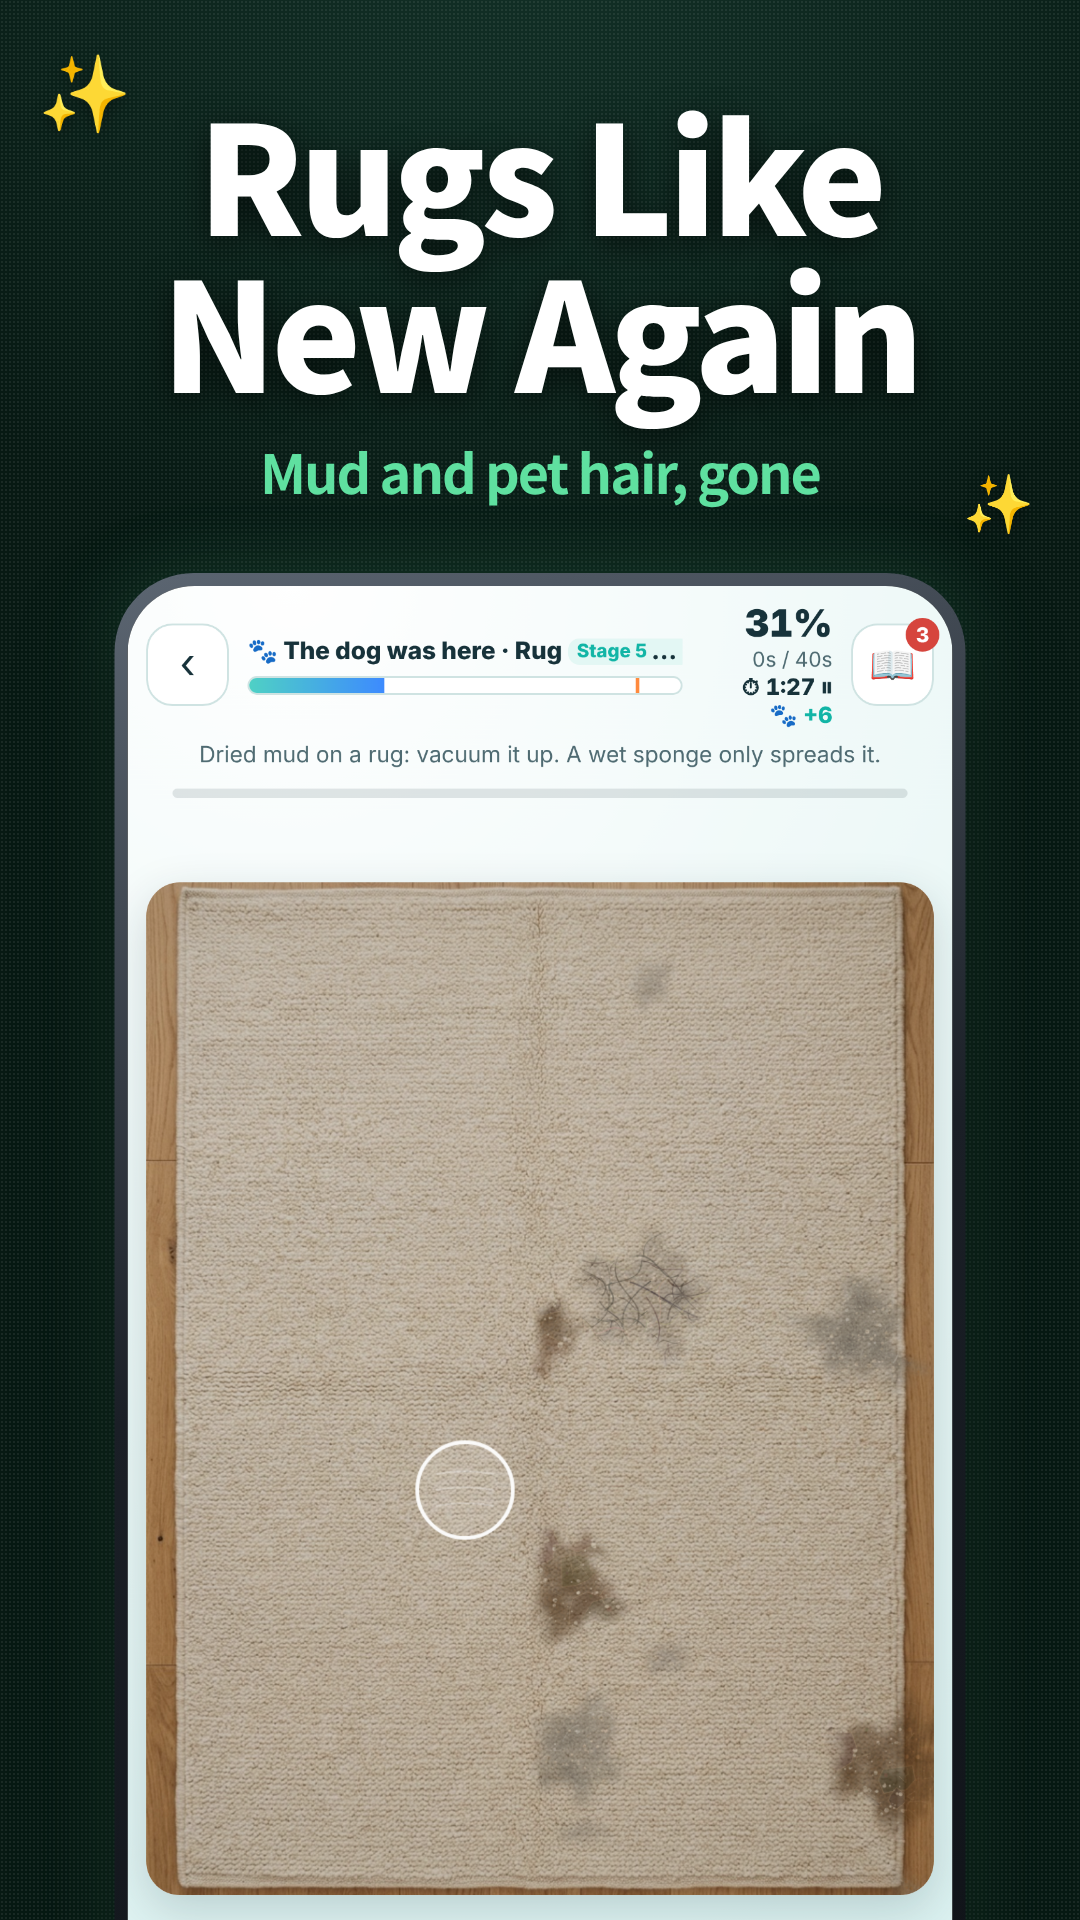 Rugs Like
New Again
Mud and pet hair, gone
🐾 The dog was here · Rug Stage 5 ...
31%
0s / 40s
⏱ 1:27 ⏸
🐾 +6
3
Dried mud on a rug: vacuum it up. A wet sponge only spreads it.